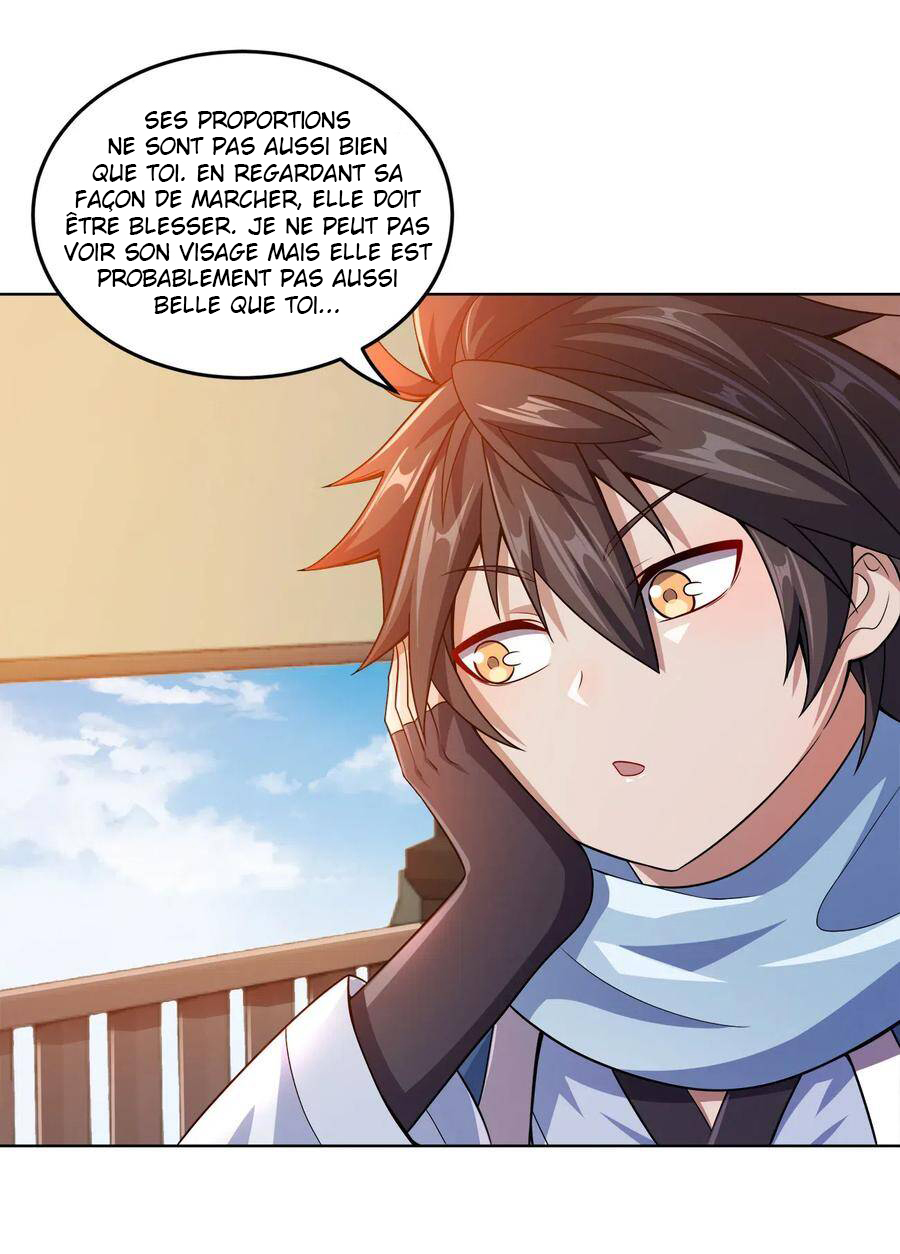 SES PROPORTIONS
NE SONT PAS AUSSI BIEN
QUE TOI. EN REGARDANT SA
FAÇON DE MARCHER, ELLE DOIT
ÊTRE BLESSER. JE NE PEUT PAS
VOIR SON VISAGE MAIS ELLE EST
PROBABLEMENT PAS AUSSI
BELLE QUE TOI...